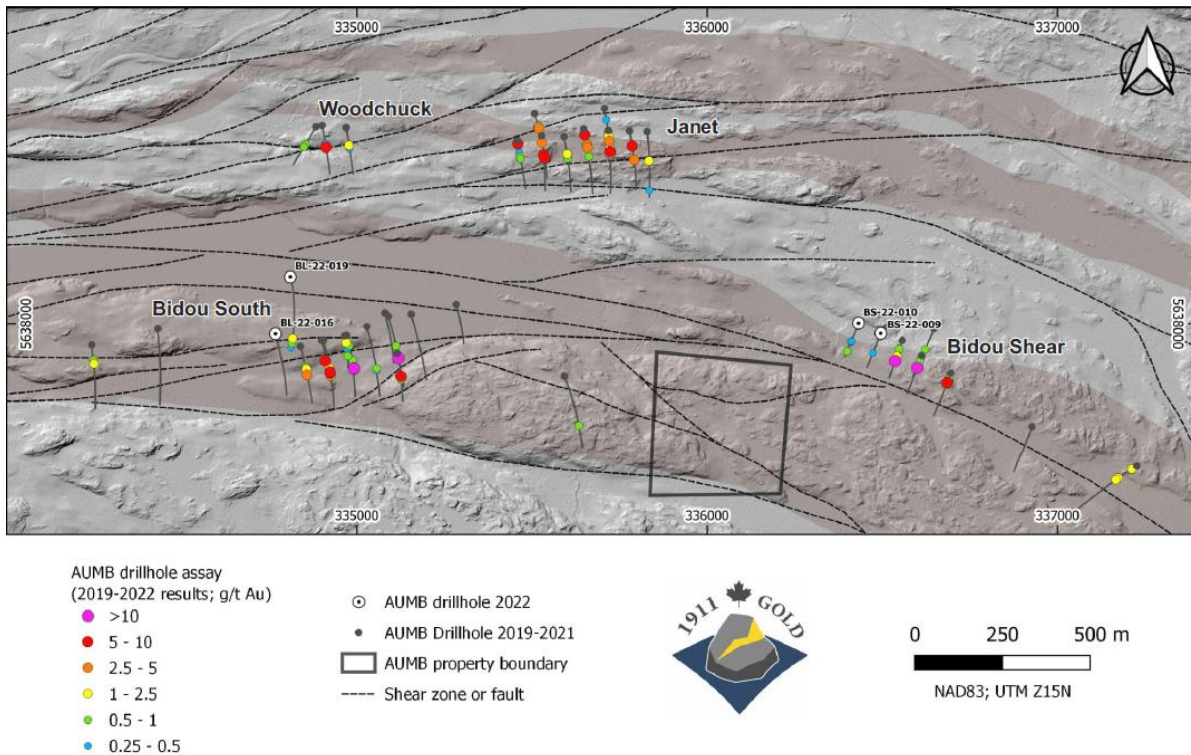 335000
336000
337000
Woodchuck
Janet
BL-22-019
Bidou South
BL-22-016
BS-22-010
BS-22-009
Bidou Shear
5638000
5638000
335000
336000
337000
AUMB drillhole assay
(2019-2022 results; g/t Au)
>10
5 - 10
2.5 - 5
1 - 2.5
0.5 - 1
0.25 - 0.5
AUMB drillhole 2022
AUMB Drillhole 2019-2021
AUMB property boundary
Shear zone or fault
1911 GOLD
0 250 500 m
NAD83; UTM Z15N